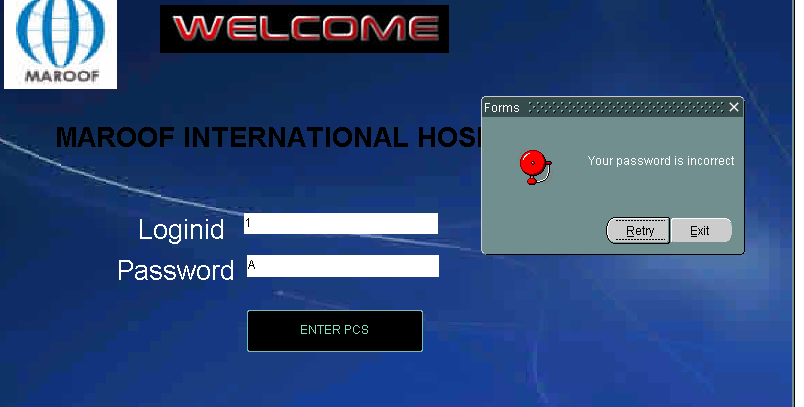 MAROOF
WELCOME
MAROOF INTERNATIONAL HOS
Forms
Your password is incorrect
Retry
Exit
Loginid
1
Password
A
ENTER PCS